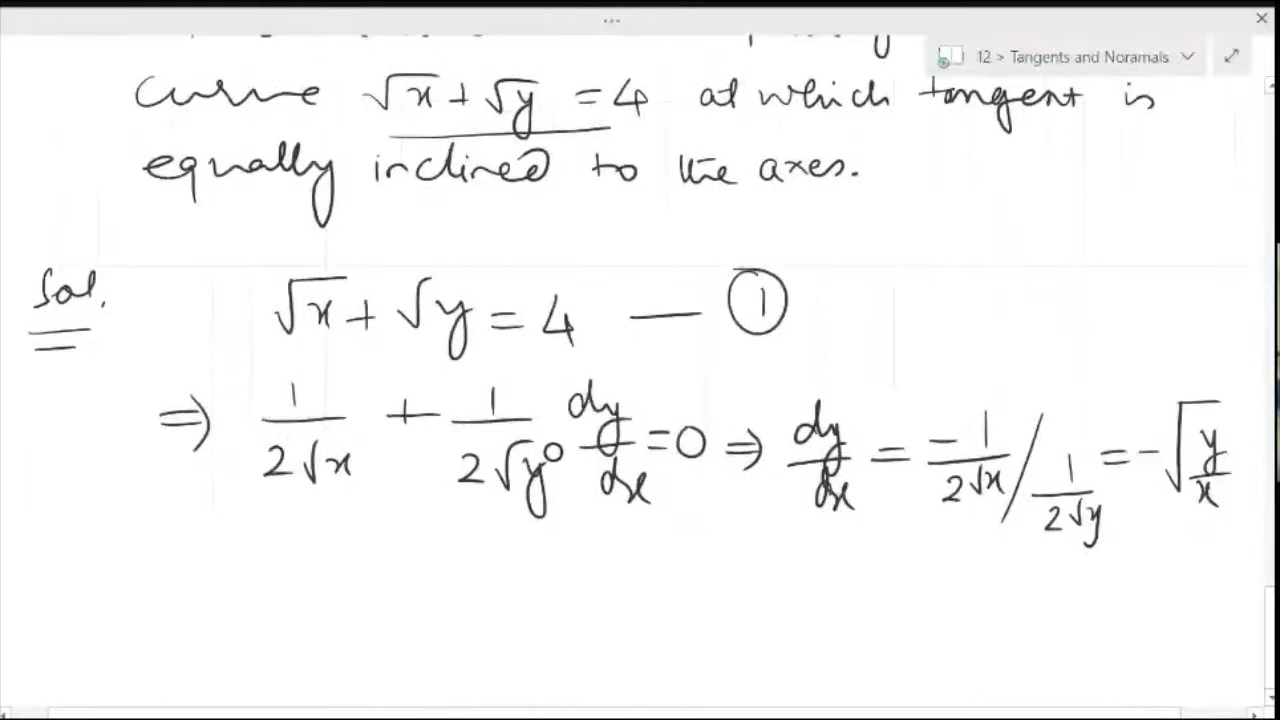 12 > Tangents and Noramals
curve √x + √y = 4 at which tangent is
equally inclined to the axes.
Sol.
√x + √y = 4 — ①
⇒ 1/2√x + 1/2√y · dy/dx = 0 ⇒ dy/dx = -1/2√x / 1/2√y = -√y/x